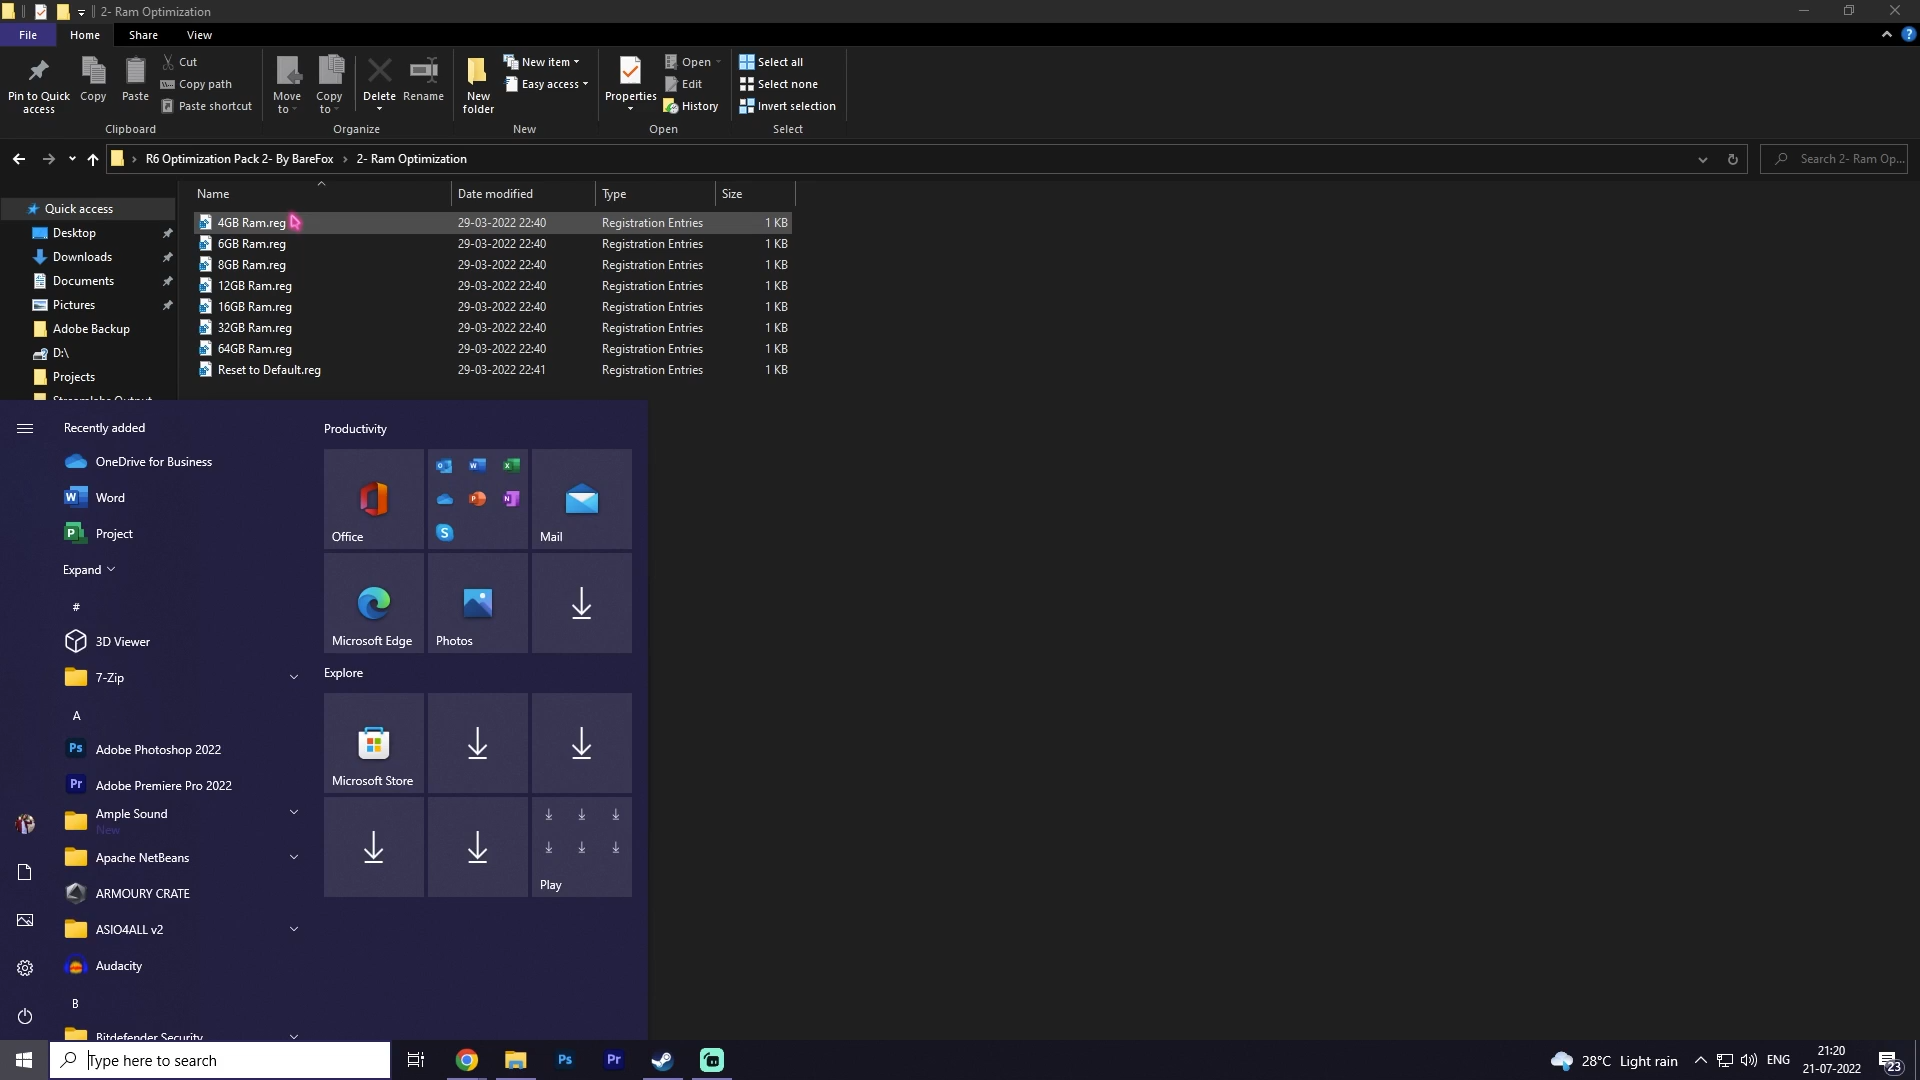 2- Ram Optimization
File
Home
Share
View
Pin to Quick
access
Copy
Paste
Cut
Copy path
Paste shortcut
Clipboard
Move
to
Copy
to
Delete
Rename
Organize
New
folder
New item
Easy access
New
Properties
Open
Edit
History
Open
Select all
Select none
Invert selection
Select
R6 Optimization Pack 2- By BareFox
2- Ram Optimization
Search 2- Ram Op...
Name
Date modified
Type
Size
4GB Ram.reg 29-03-2022 22:40 Registration Entries 1 KB
6GB Ram.reg 29-03-2022 22:40 Registration Entries 1 KB
8GB Ram.reg 29-03-2022 22:40 Registration Entries 1 KB
12GB Ram.reg 29-03-2022 22:40 Registration Entries 1 KB
16GB Ram.reg 29-03-2022 22:40 Registration Entries 1 KB
32GB Ram.reg 29-03-2022 22:40 Registration Entries 1 KB
64GB Ram.reg 29-03-2022 22:40 Registration Entries 1 KB
Reset to Default.reg 29-03-2022 22:41 Registration Entries 1 KB
Quick access
Desktop
Downloads
Documents
Pictures
Adobe Backup
D:\
Projects
Recently added
OneDrive for Business
Word
Project
Expand
#
3D Viewer
7-Zip
A
Adobe Photoshop 2022
Adobe Premiere Pro 2022
Ample Sound
New
Apache NetBeans
ARMOURY CRATE
ASIO4ALL v2
Audacity
B
Bitdefender Security
Productivity
Office
Mail
Microsoft Edge
Photos
Explore
Microsoft Store
Play
Type here to search
28°C Light rain
ENG
21:20
21-07-2022
23